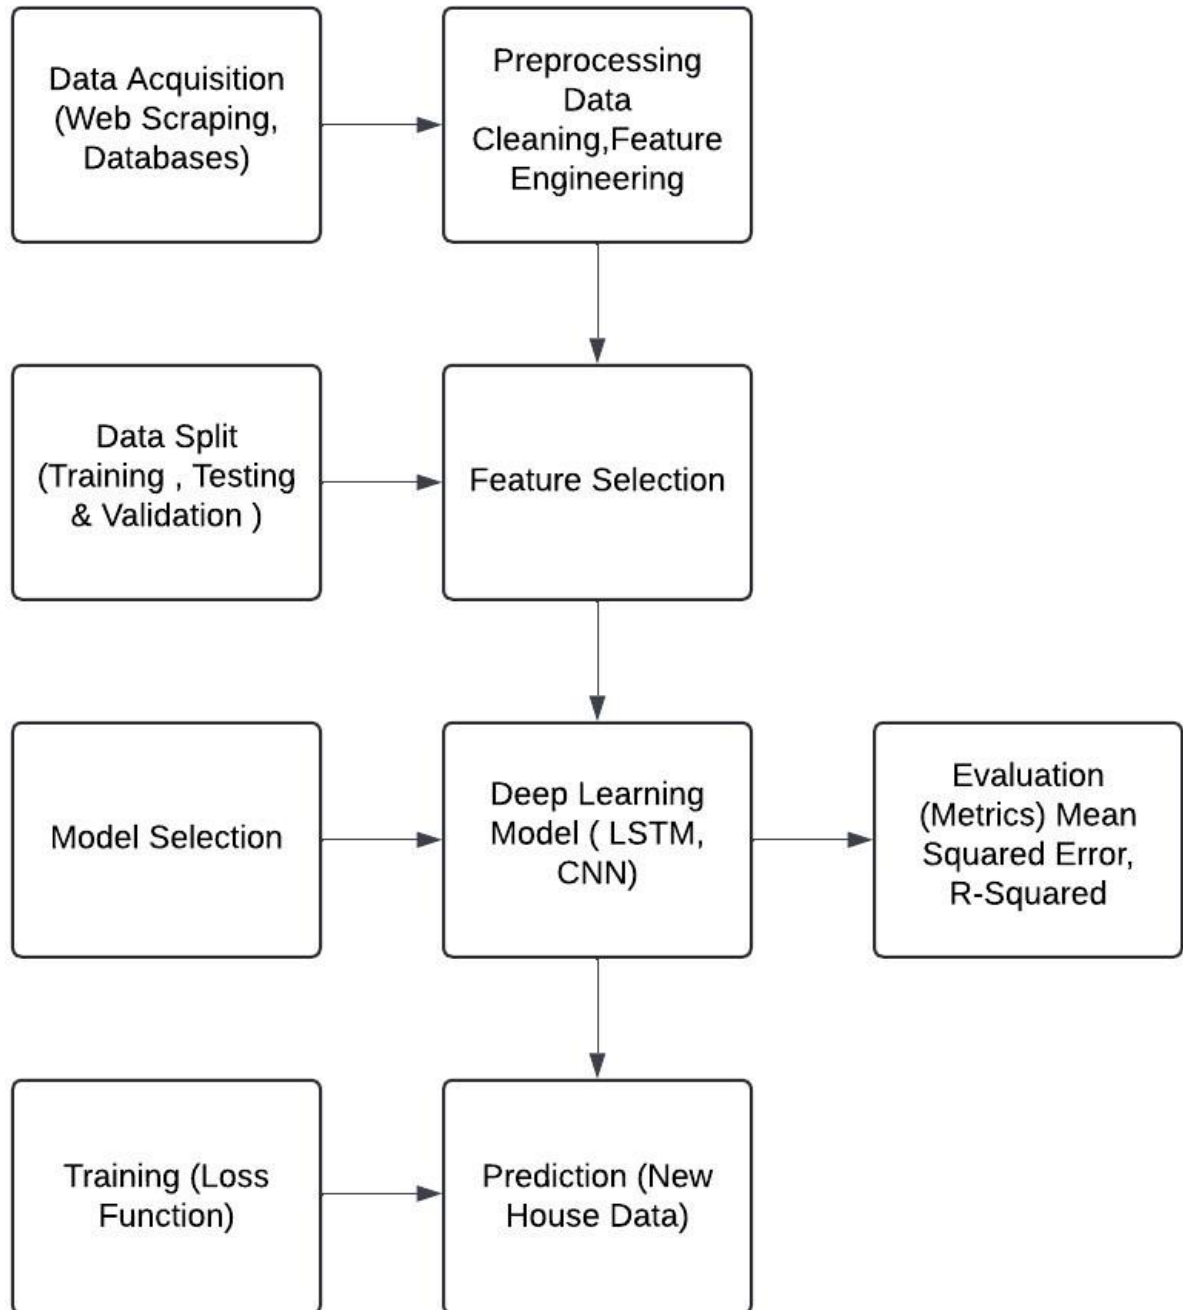 Data Acquisition
(Web Scraping,
Databases)
Preprocessing
Data
Cleaning,Feature
Engineering
Data Split
(Training , Testing
& Validation )
Feature Selection
Model Selection
Deep Learning
Model ( LSTM,
CNN)
Evaluation
(Metrics) Mean
Squared Error,
R-Squared
Training (Loss
Function)
Prediction (New
House Data)